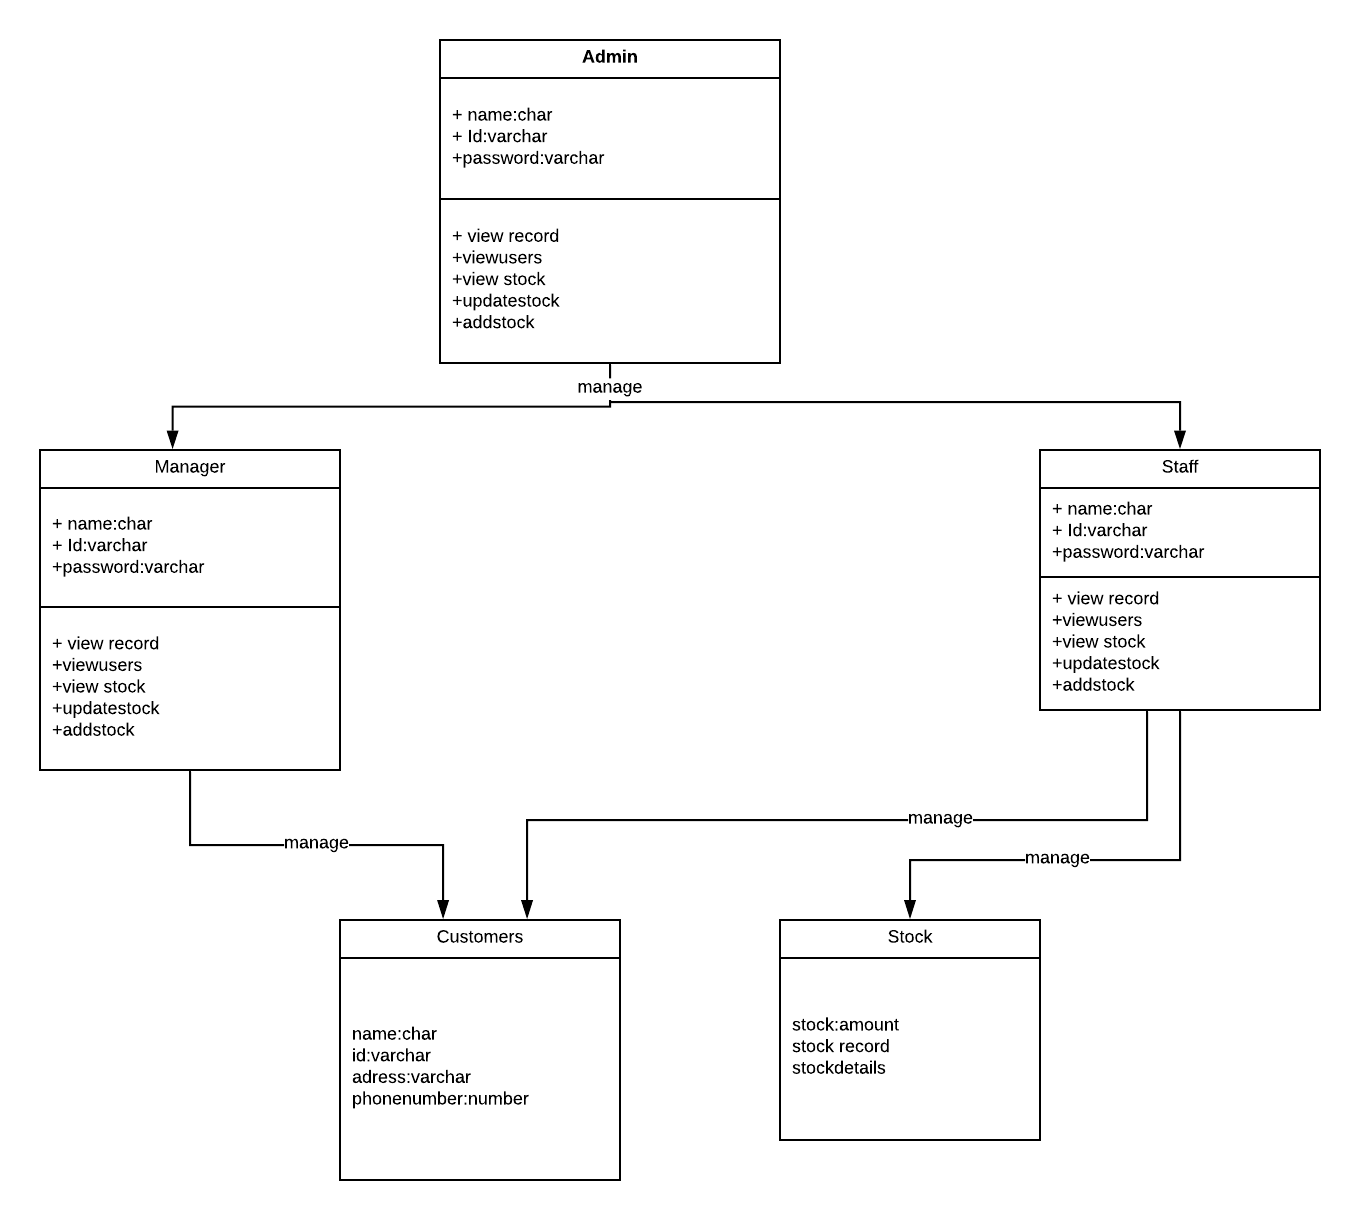 Admin
+ name:char
+ Id:varchar
+password:varchar
+ view record
+viewusers
+view stock
+updatestock
+addstock
manage
Manager
+ name:char
+ Id:varchar
+password:varchar
+ view record
+viewusers
+view stock
+updatestock
+addstock
Staff
+ name:char
+ Id:varchar
+password:varchar
+ view record
+viewusers
+view stock
+updatestock
+addstock
manage
manage
manage
Customers
name:char
id:varchar
adress:varchar
phonenumber:number
Stock
stock:amount
stock record
stockdetails